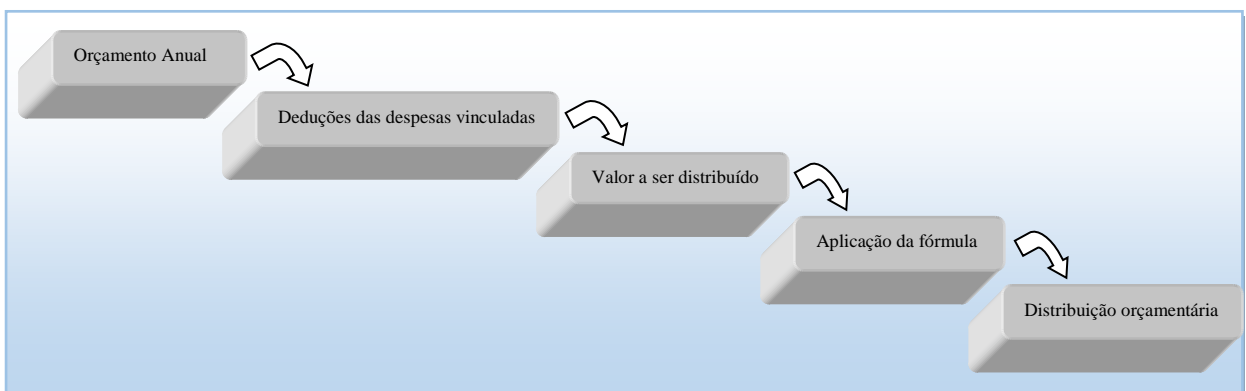 Orçamento Anual
Deduções das despesas vinculadas
Valor a ser distribuído
Aplicação da fórmula
Distribuição orçamentária